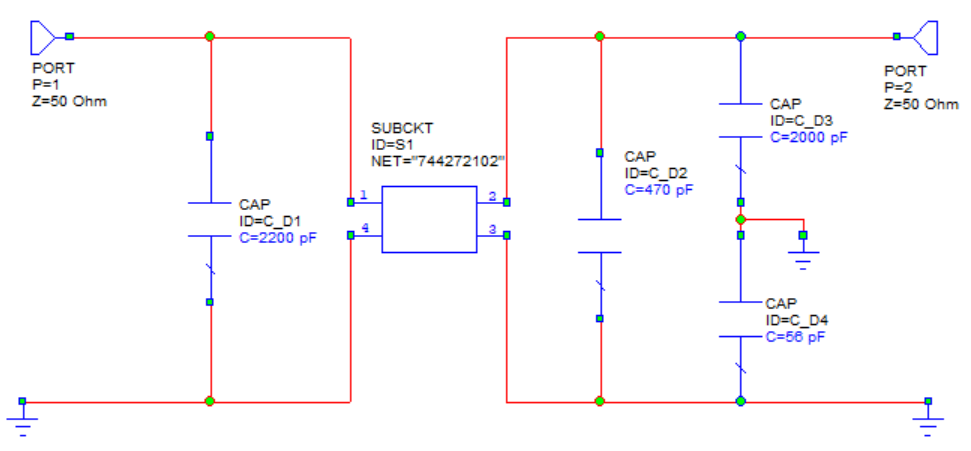 PORT
P=1
Z=50 Ohm
PORT
P=2
Z=50 Ohm
CAP
ID=C_D3
C=2000 pF
SUBCKT
ID=S1
NET="744272102"
CAP
ID=C_D2
C=470 pF
1
2
CAP
ID=C_D1
C=2200 pF
4
3
CAP
ID=C_D4
C=56 pF